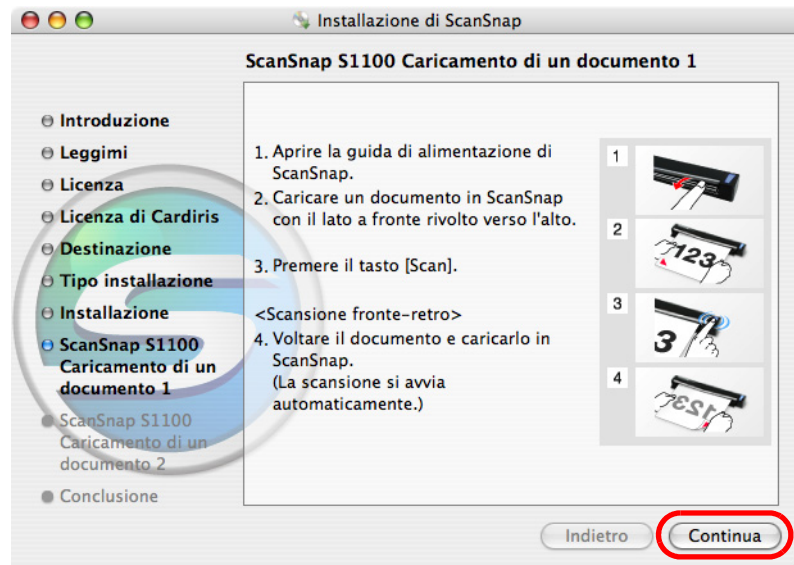 Installazione di ScanSnap
ScanSnap S1100 Caricamento di un documento 1
Introduzione
Leggimi
Licenza
Licenza di Cardiris
Destinazione
Tipo installazione
Installazione
ScanSnap S1100
Caricamento di un
documento 1
ScanSnap S1100
Caricamento di un
documento 2
Conclusione
1. Aprire la guida di alimentazione di
ScanSnap.
2. Caricare un documento in ScanSnap
con il lato a fronte rivolto verso l'alto.
3. Premere il tasto [Scan].
<Scansione fronte-retro>
4. Voltare il documento e caricarlo in
ScanSnap.
(La scansione si avvia
automaticamente.)
1
2
123
3
3
4
123
Indietro
Continua